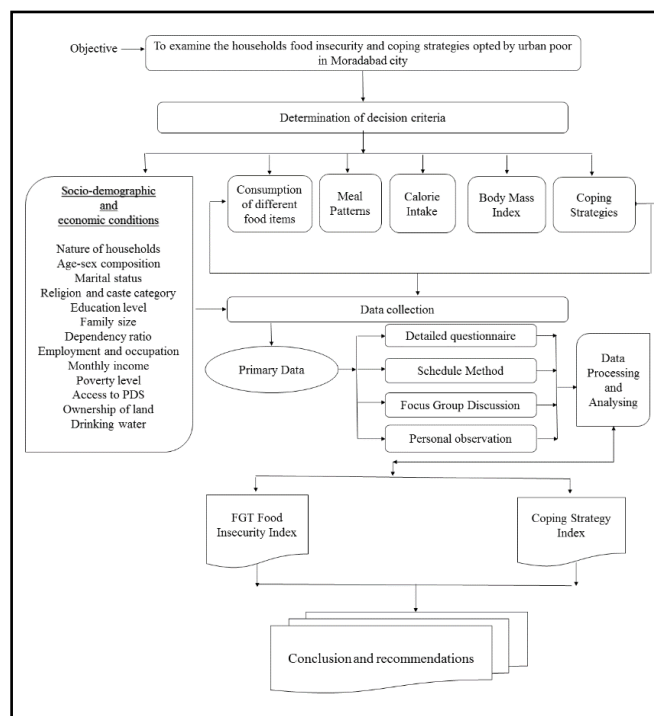 Objective
To examine the households food insecurity and coping strategies opted by urban poor
in Moradabad city
Determination of decision criteria
Socio-demographic
and
economic conditions
Nature of households
Age-sex composition
Marital status
Religion and caste category
Education level
Family size
Dependency ratio
Employment and occupation
Monthly income
Poverty level
Access to PDS
Ownership of land
Drinking water
Consumption
of different
food items
Meal
Patterns
Calorie
Intake
Body Mass
Index
Coping
Strategies
Data collection
Primary Data
Detailed questionnaire
Schedule Method
Focus Group Discussion
Personal observation
Data
Processing
and
Analysing
FGT Food
Insecurity Index
Coping Strategy
Index
Conclusion and recommendations